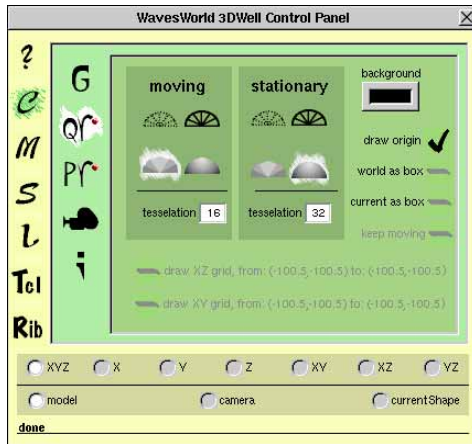 WavesWorld 3DWell Control Panel
?
C
M
S
L
Tcl
Rib
G
Qr
Pr
i
moving
stationary
background
draw origin
world as box
current as box
keep moving
tesselation 16
tesselation 32
draw XZ grid, from: (-100.5,-100.5) to: (-100.5,-100.5)
draw XY grid, from: (-100.5,-100.5) to: (-100.5,-100.5)
XYZ X Y Z XY XZ YZ
model camera currentShape
done